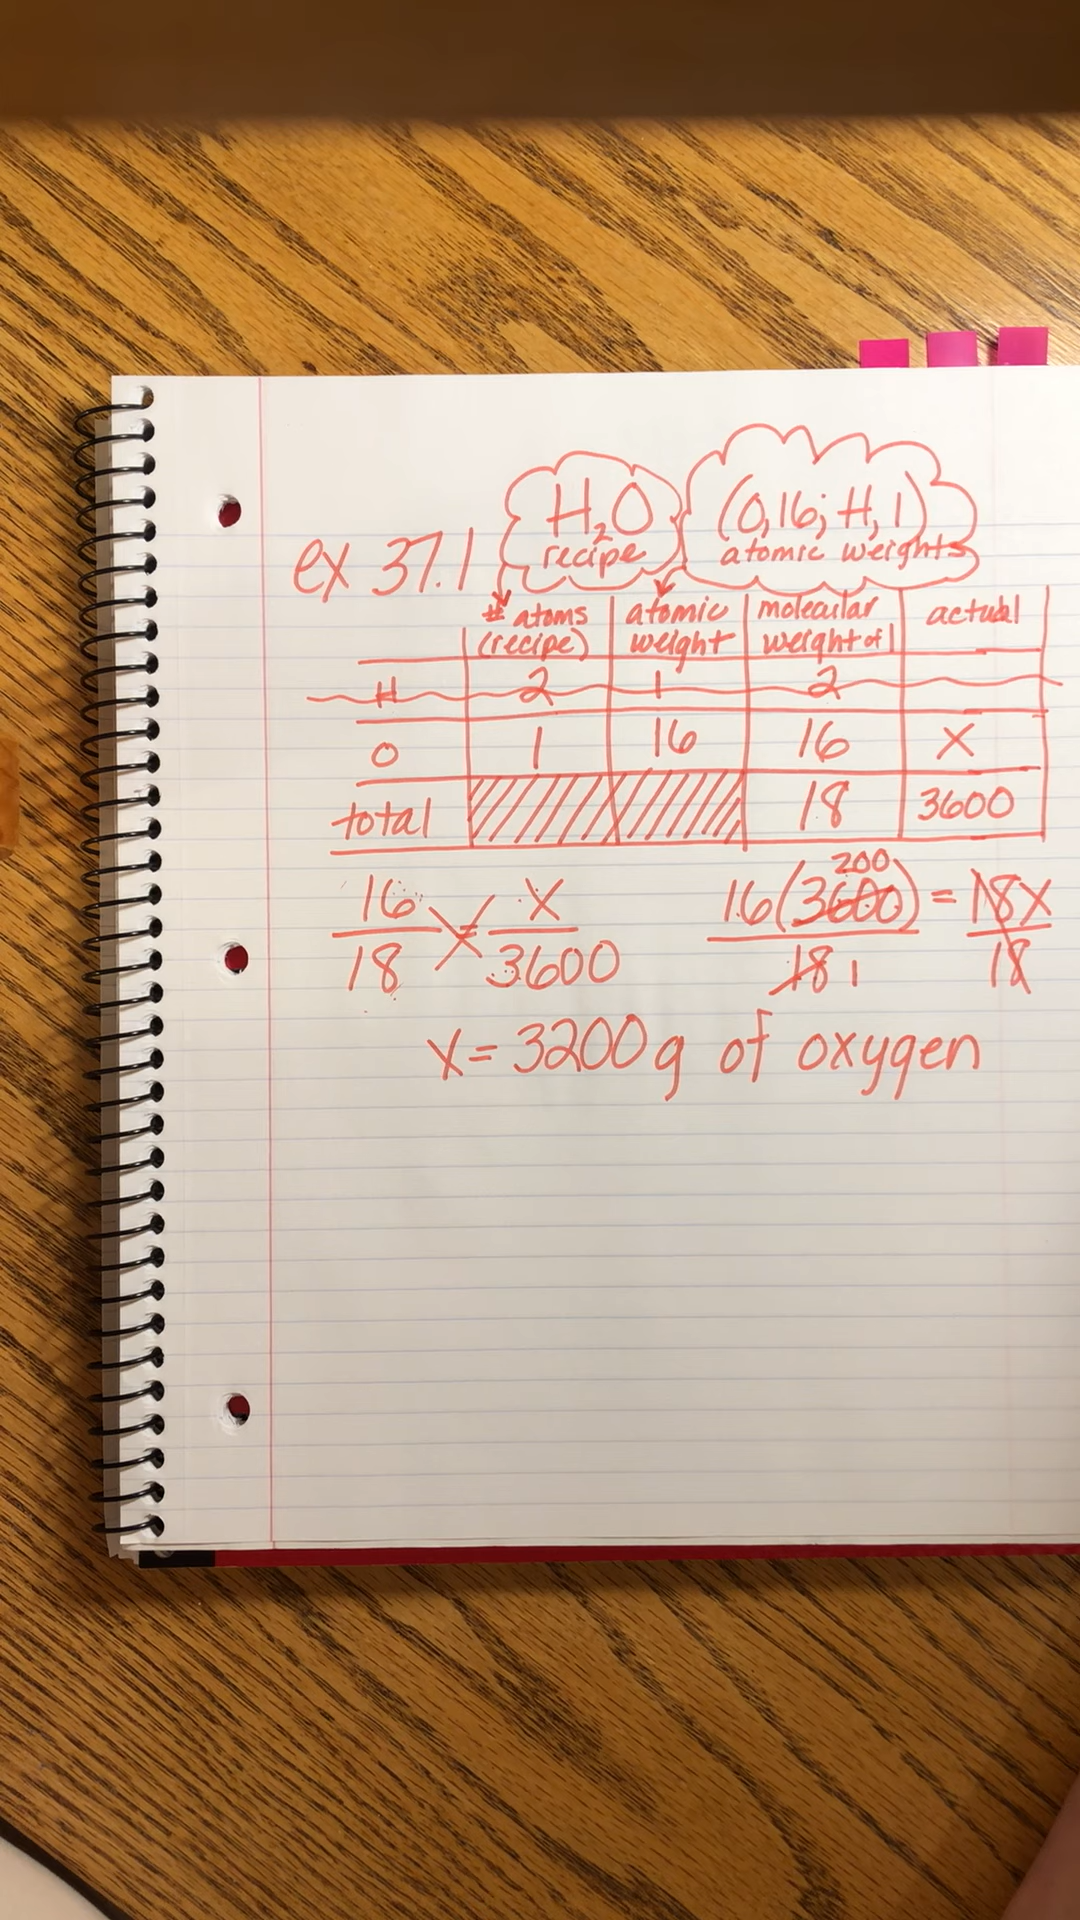 ex 37.1 H₂O (O,16; H,1)
recipe atomic weights
# atoms (recipe) atomic weight molecular weight of 1 actual
H 2 1 2
O 1 16 16 X
total 18 3600
16/18 = X/3600 16(3600)/18 = 18X/18
200
1
X = 3200g of oxygen